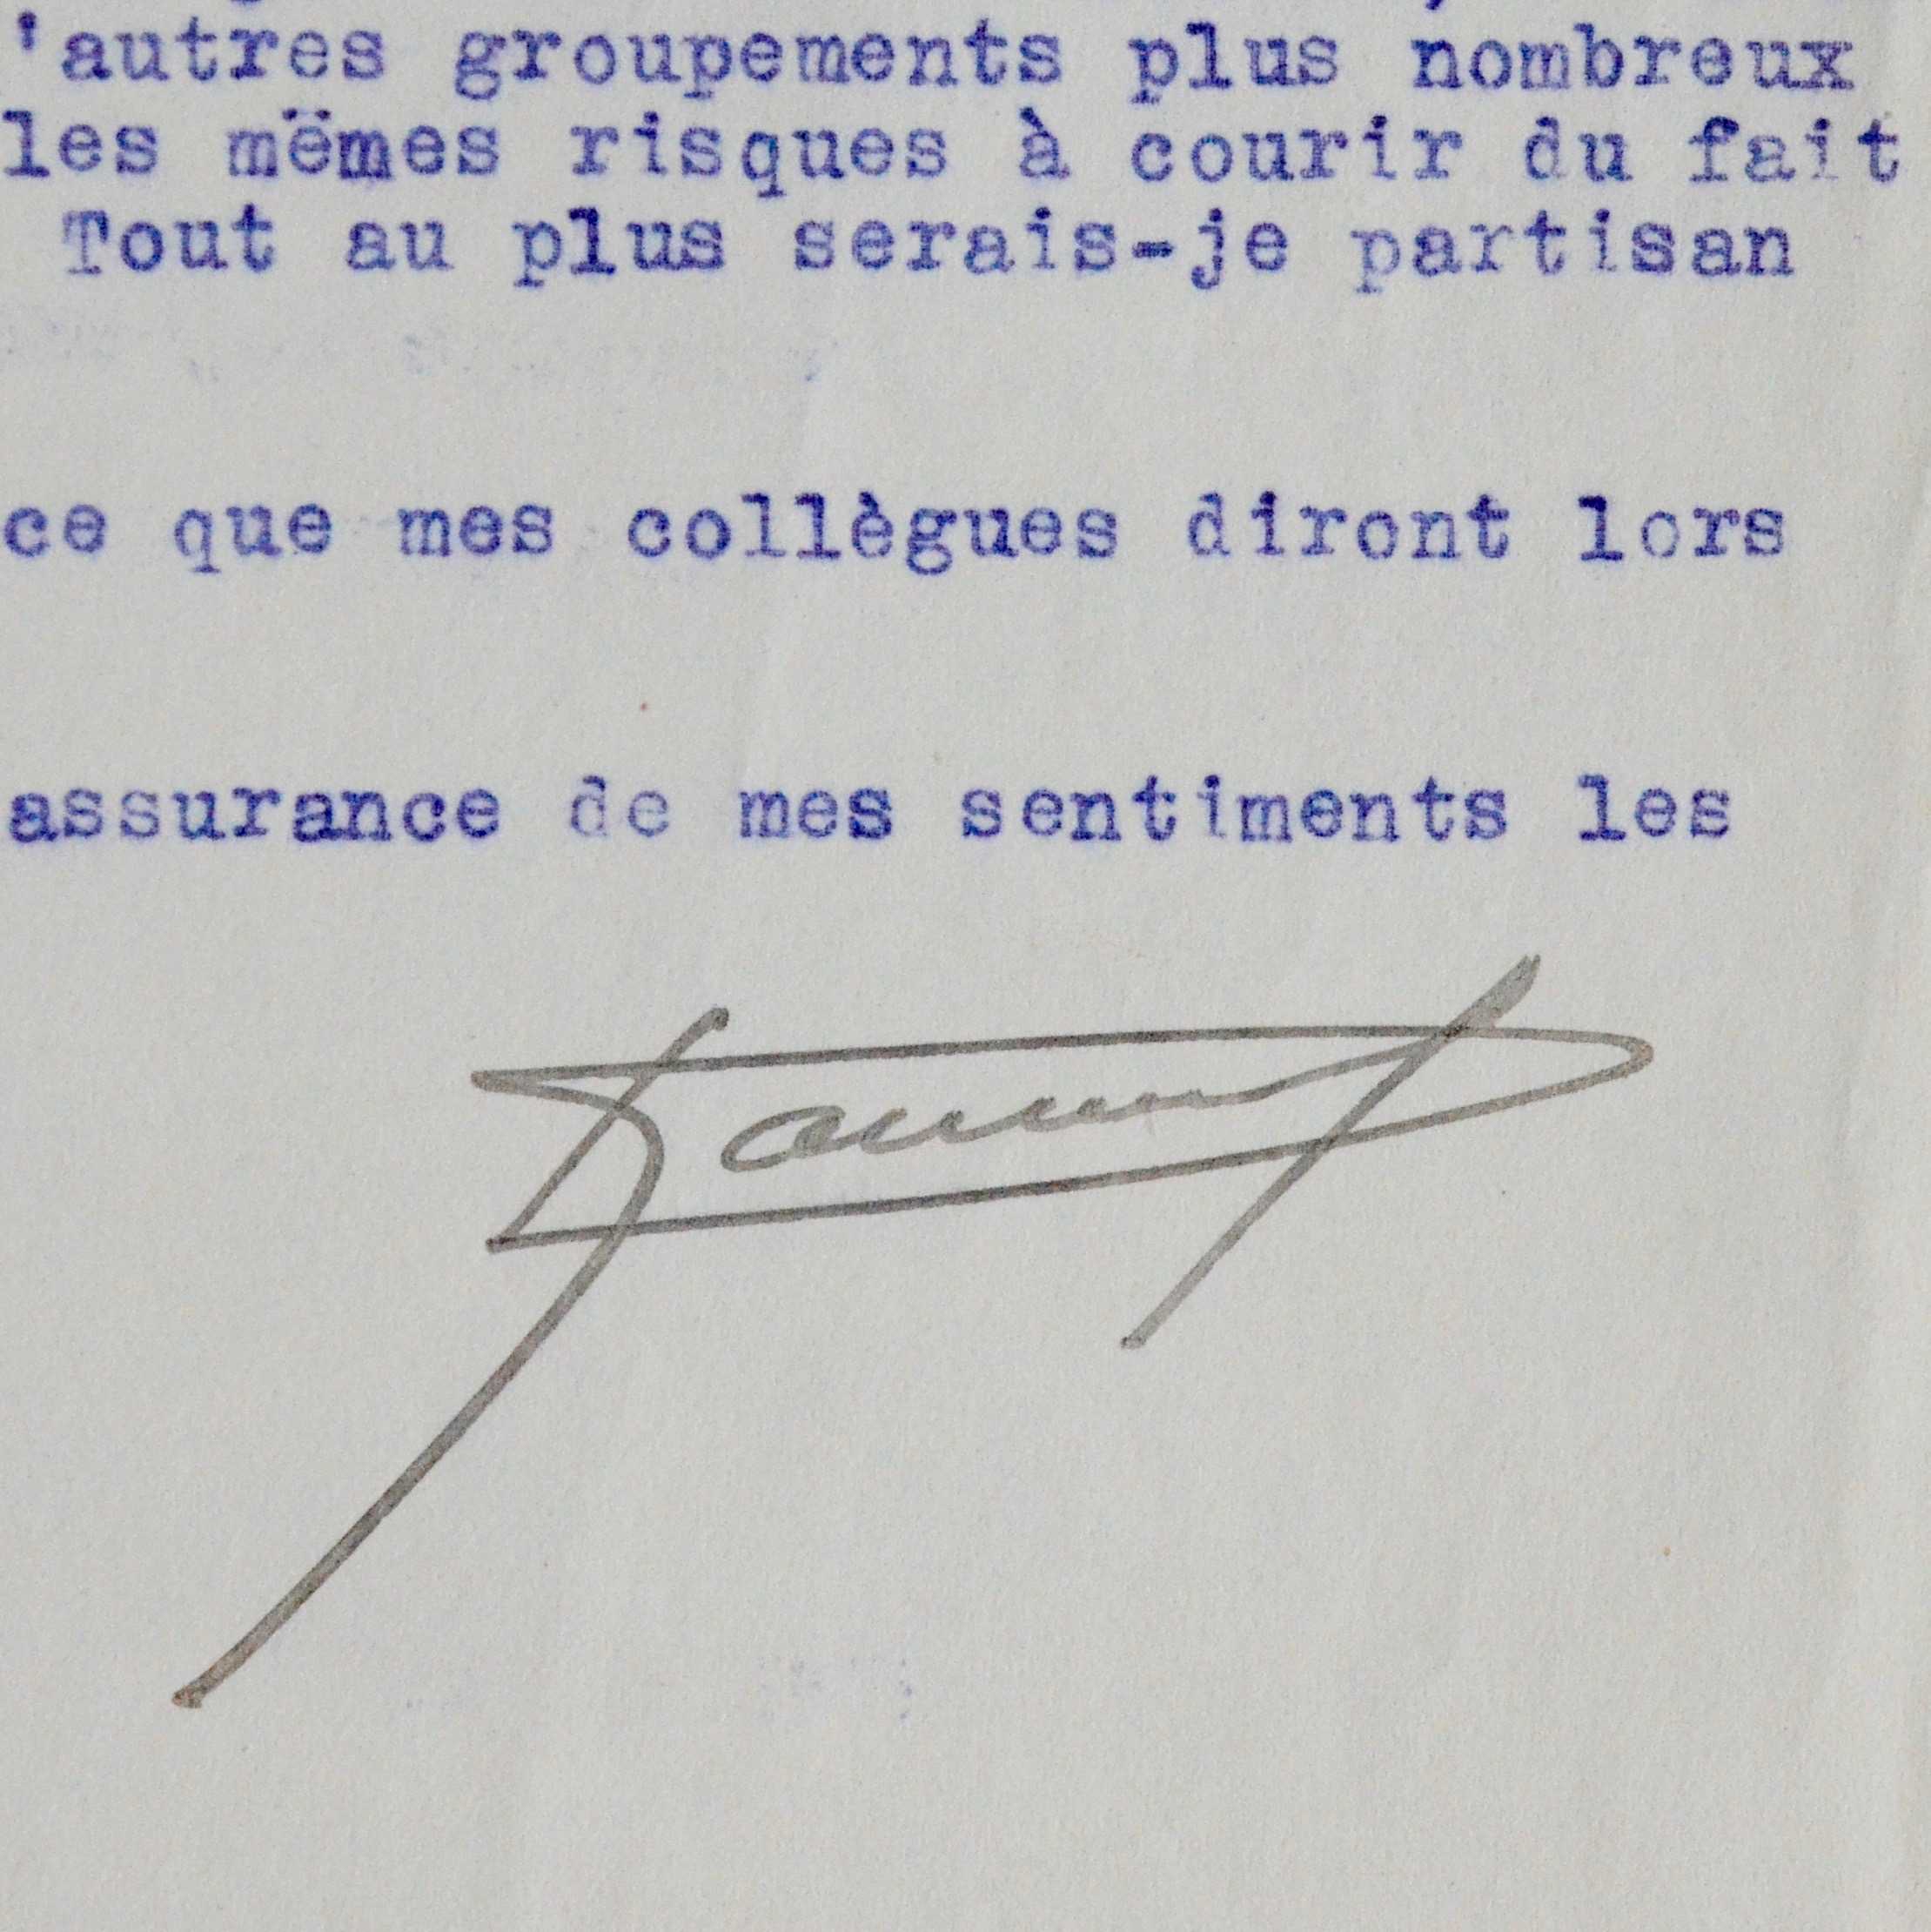 'autres groupements plus nombreux
les mëmes risques à courir du fait
Tout au plus serais-je partisan
ce que mes collègues diront lors
assurance de mes sentiments les